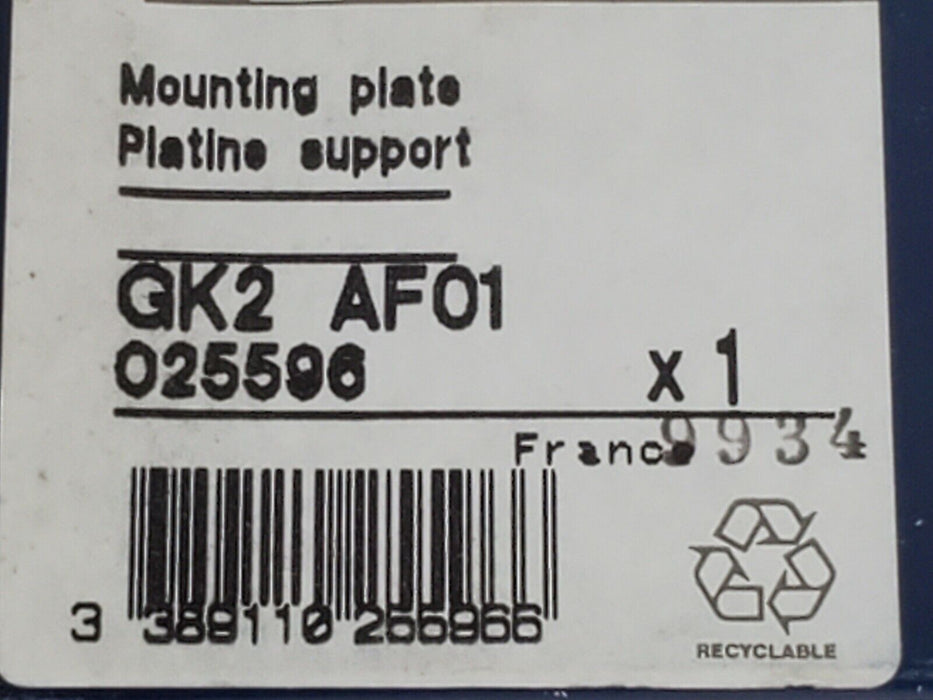 Mounting plate
Platine support
GK2 AF01
025596 x 1
France 9934
3 389110 255966
RECYCLABLE